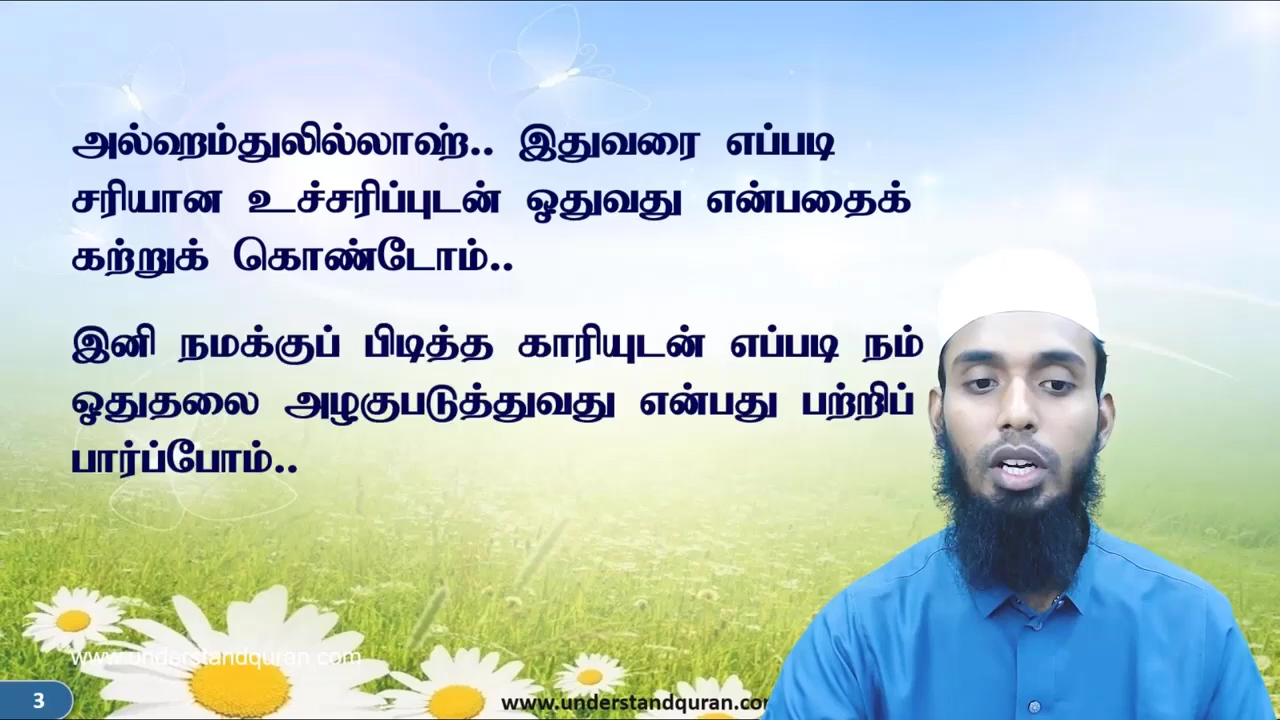 அல்ஹம்துலில்லாஹ்.. இதுவரை எப்படி
சரியான உச்சரிப்புடன் ஓதுவது என்பதைக்
கற்றுக் கொண்டோம்..
இனி நமக்குப் பிடித்த காரியுடன் எப்படி நம்
ஓதுதலை அழகுபடுத்துவது என்பது பற்றிப்
பார்ப்போம்..
www.understandquran.com
3
www.understandquran.com